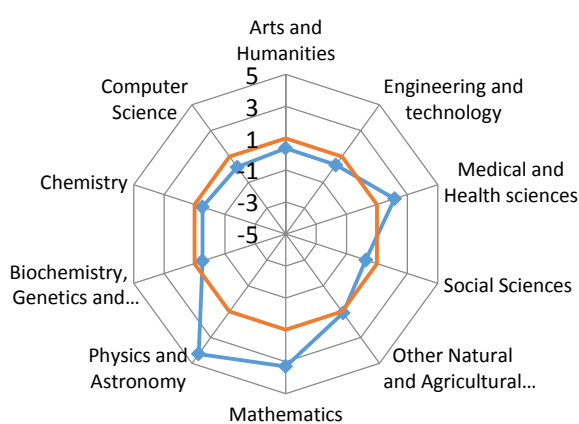 Arts and
Humanities
Engineering and
technology
Medical and
Health sciences
Social Sciences
Other Natural
and Agricultural...
Mathematics
Physics and
Astronomy
Biochemistry,
Genetics and...
Chemistry
Computer
Science
5
3
1
-1
-3
-5